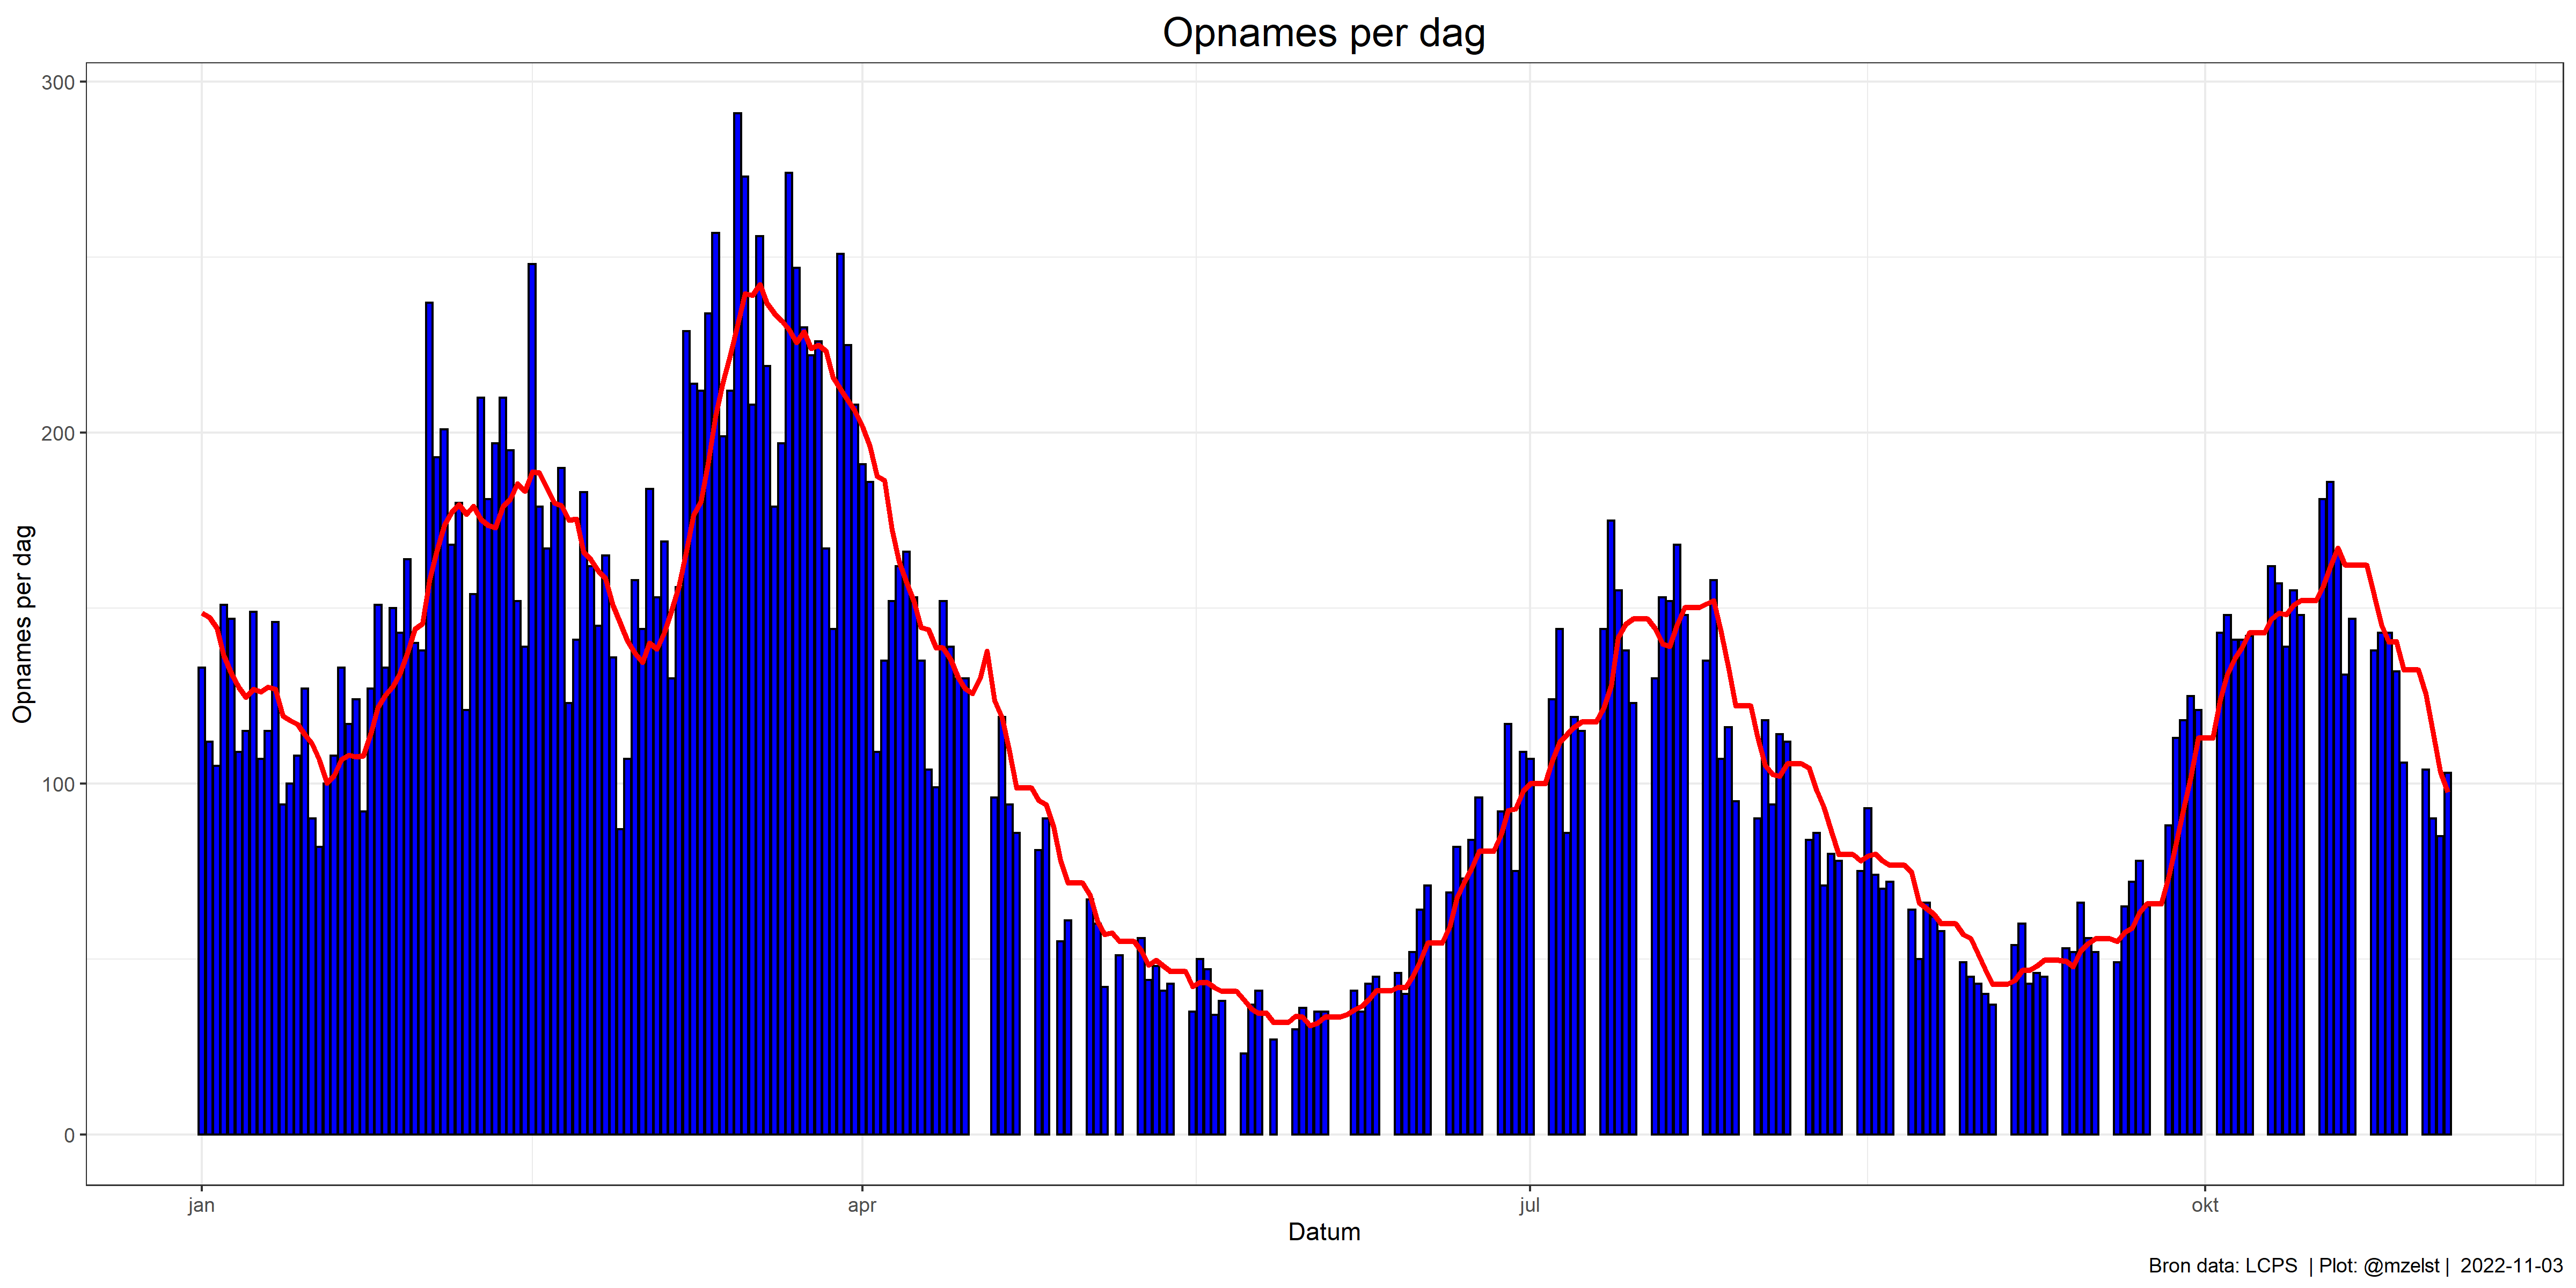 Opnames per dag
Opnames per dag
300
200
100
0
jan apr jul okt
Datum
Bron data: LCPS | Plot: @mzelst | 2022-11-03